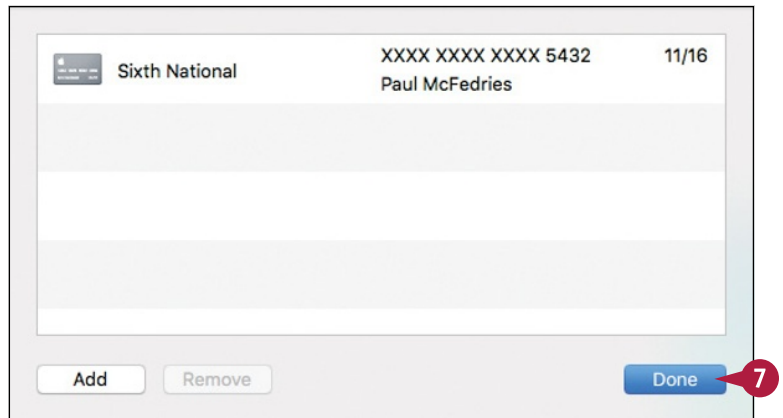 Sixth National XXXX XXXX XXXX 5432 11/16
Paul McFedries
Add Remove Done 7